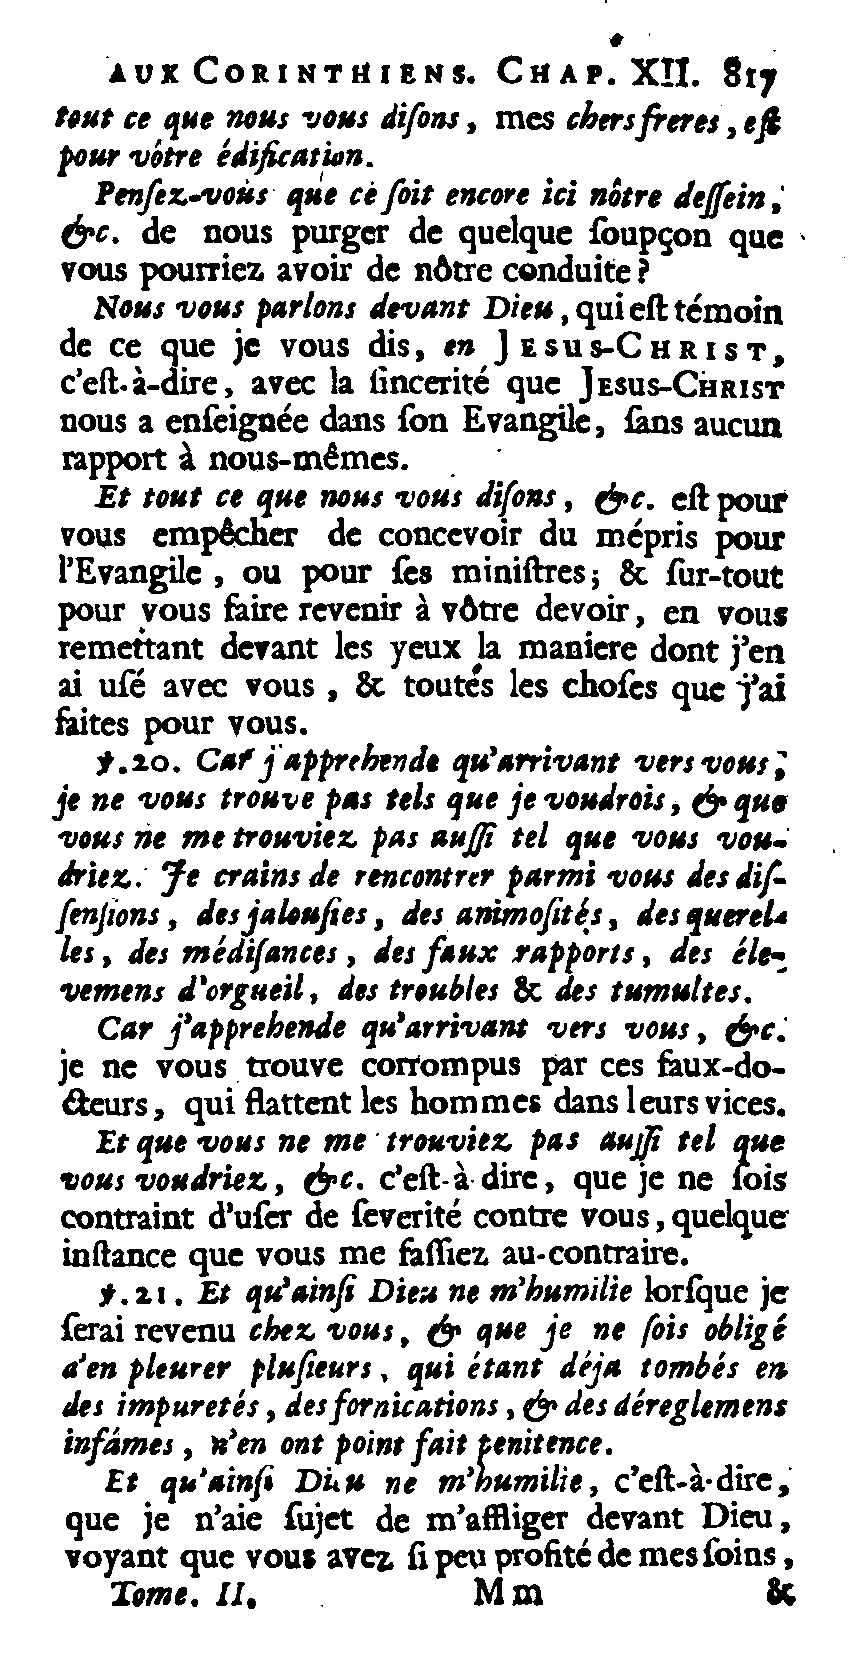 AUX CORINTHIENS. CHAP. XII. 817
tout ce que nous vous diſons, mes chers freres, eſt
pour vótre édification.
Penſez-vous que ce ſoit encore ici nôtre deſſein,
&c. de nous purger de quelque ſoupçon que
vous pourriez avoir de nôtre conduite?
Nous vous parlons devant Dieu, qui eſt témoin
de ce que je vous dis, en JESUS-CHRIST,
c'eſt-à-dire, avec la ſincerité que JESUS-CHRIST
nous a enſeignée dans ſon Evangile, ſans aucun
rapport à nous-mêmes.
Et tout ce que nous vous diſons, &c. eſt pour
vous empêcher de concevoir du mépris pour
l'Evangile, ou pour ſes miniſtres; & ſur-tout
pour vous faire revenir à vôtre devoir, en vous
remettant devant les yeux la maniere dont j'en
ai uſé avec vous, & toutes les choſes que j'ai
faites pour vous.
℣.20. Car j'apprehende qu'arrivant vers vous,
je ne vous trouve pas tels que je voudrois, & que
vous ne me trouviez pas auſſi tel que vous vou-
driez. Je crains de rencontrer parmi vous des diſ-
ſenſions, des jalouſies, des animoſités, des querel-
les, des médiſances, des faux rapports, des éle-
vemens d'orgueil, des troubles & des tumultes.
Car j'apprehende qu'arrivant vers vous, &c.
je ne vous trouve corrompus par ces faux-do-
cteurs, qui flattent les hommes dans leurs vices.
Et que vous ne me trouviez pas auſſi tel que
vous voudriez, &c. c'eſt-à-dire, que je ne ſois
contraint d'uſer de ſeverité contre vous, quelque
inſtance que vous me faſſiez au-contraire.
℣.21. Et qu'ainſi Dieu ne m'humilie lorſque je
ſerai revenu chez vous, & que je ne ſois obligé
d'en pleurer pluſieurs, qui étant déja tombés en
des impuretés, des fornications, & des déreglemens
infámes, n'en ont point fait penitence.
Et qu'ainſi Dieu ne m'humilie, c'eſt-à-dire,
que je n'aie ſujet de m'affliger devant Dieu,
voyant que vous avez ſi peu profité de mes ſoins,
Tome. II. Mm &